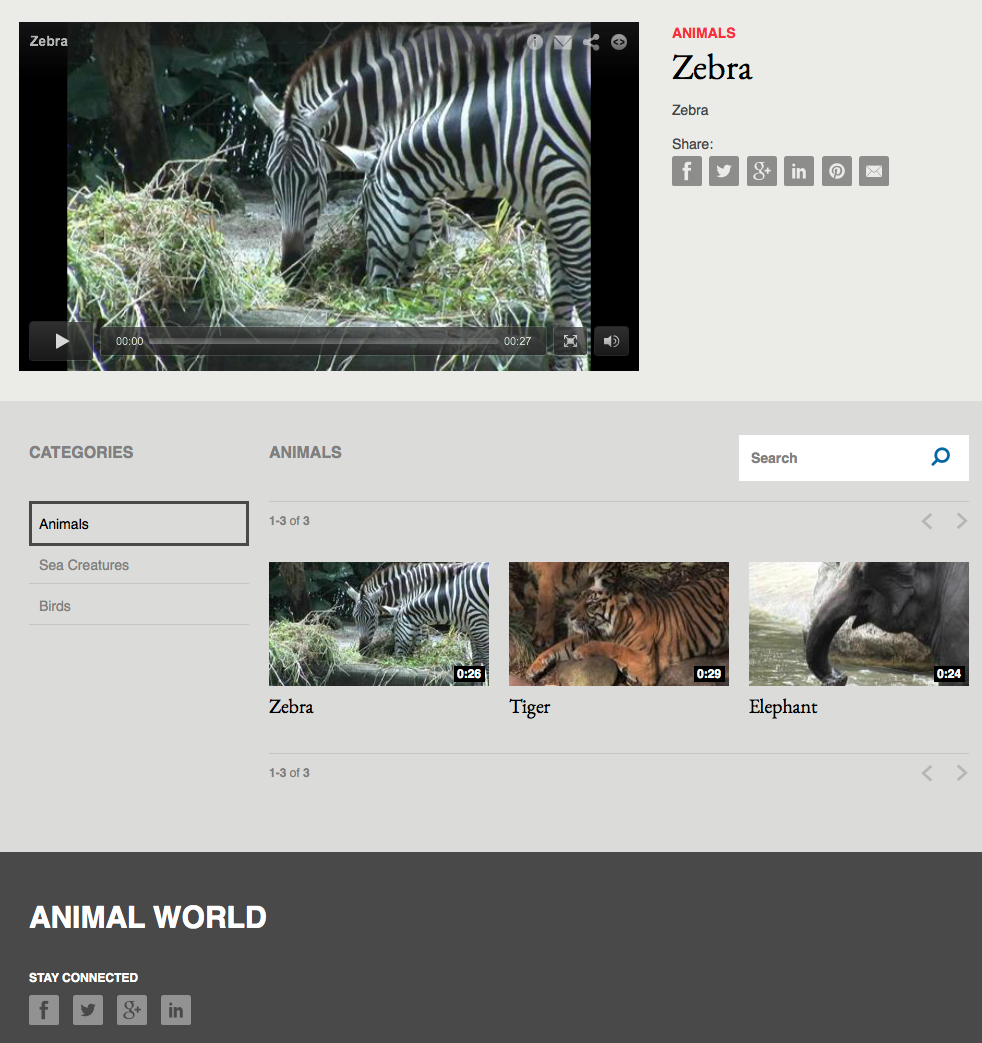 Zebra
00:00
00:27
ANIMALS
Zebra
Zebra
Share:
CATEGORIES
Animals
Sea Creatures
Birds
ANIMALS
Search
1-3 of 3
0:26
0:29
0:24
Zebra
Tiger
Elephant
1-3 of 3
ANIMAL WORLD
STAY CONNECTED